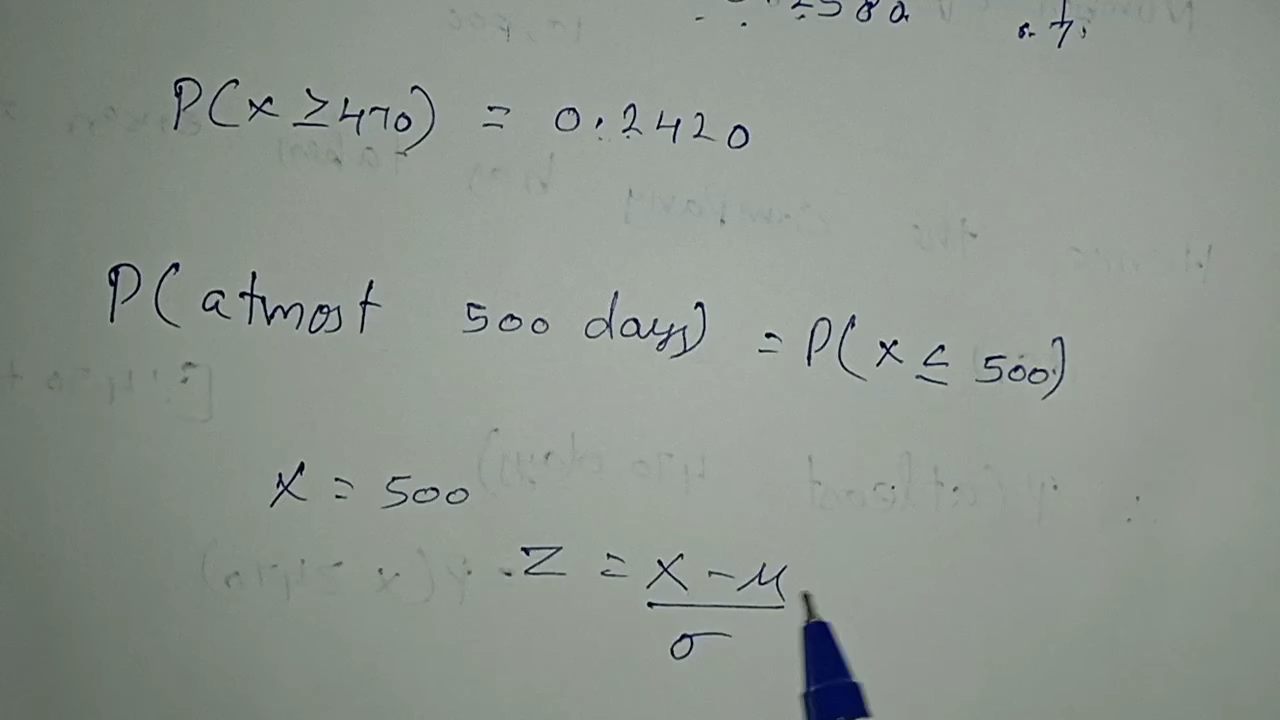 P(x ≥ 470) = 0.2420
P(atmost 500 days) = P(x ≤ 500)
X = 500
Z = X - μ
σ